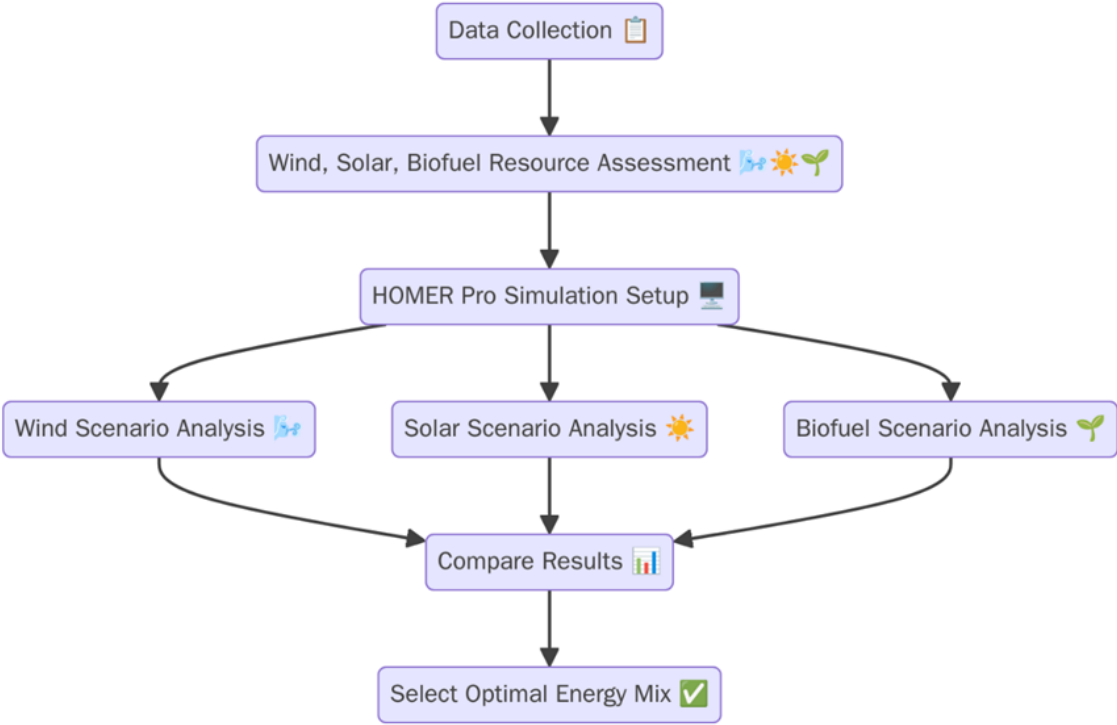 Data Collection 📋
Wind, Solar, Biofuel Resource Assessment 🌬️☀️🌱
HOMER Pro Simulation Setup 🖥️
Wind Scenario Analysis 🌬️
Solar Scenario Analysis ☀️
Biofuel Scenario Analysis 🌱
Compare Results 📊
Select Optimal Energy Mix ✅